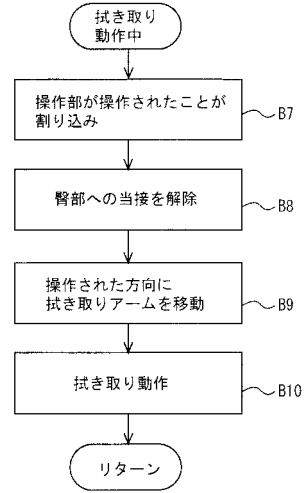 拭き取り
動作中
操作部が操作されたことが
割り込み
B7
臀部への当接を解除
B8
操作された方向に
拭き取りアームを移動
B9
拭き取り動作
B10
リターン